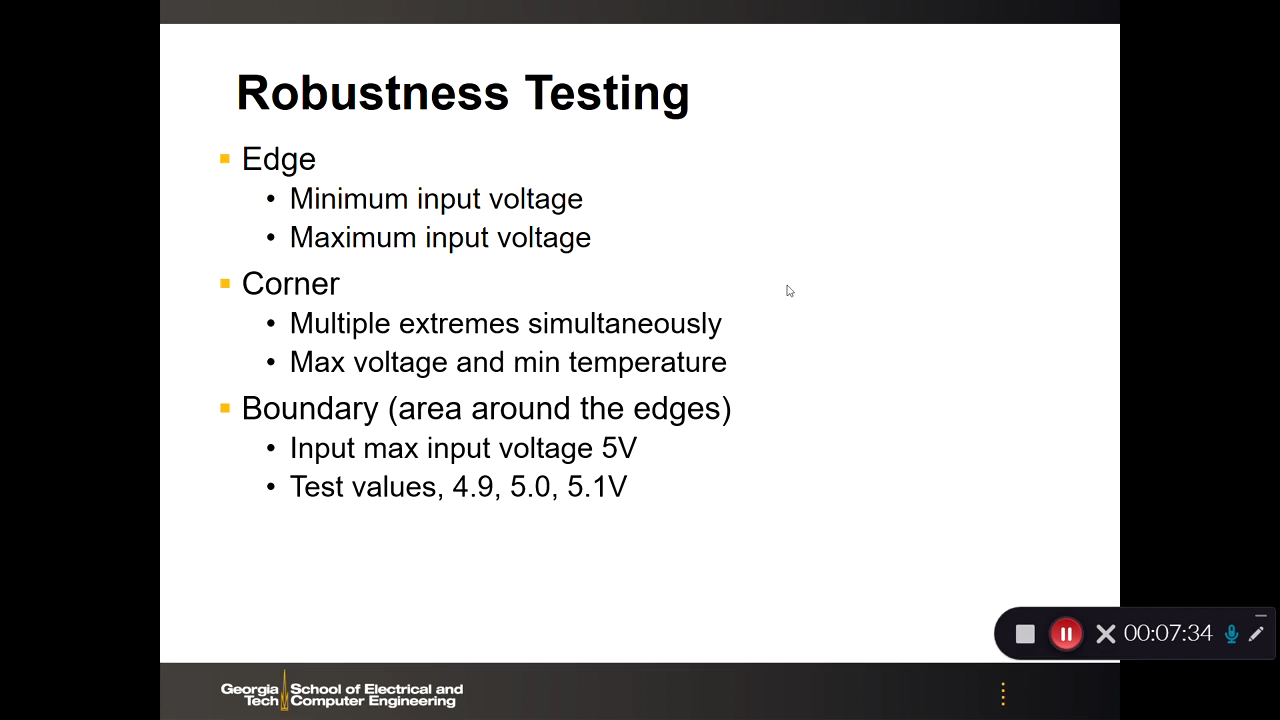 Robustness Testing
Edge
• Minimum input voltage
• Maximum input voltage
Corner
• Multiple extremes simultaneously
• Max voltage and min temperature
Boundary (area around the edges)
• Input max input voltage 5V
• Test values, 4.9, 5.0, 5.1V
00:07:34
Georgia Tech
School of Electrical and
Computer Engineering